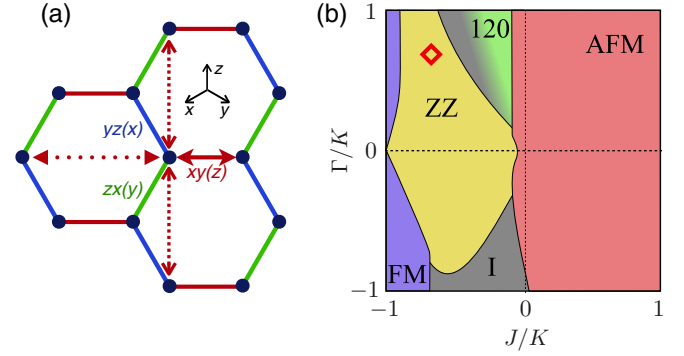 (a)
z
x y
yz(x)
xy(z)
zx(y)
(b)
1
120
AFM
ZZ
Γ/K
0
FM
I
−1
−1 0 1
J/K